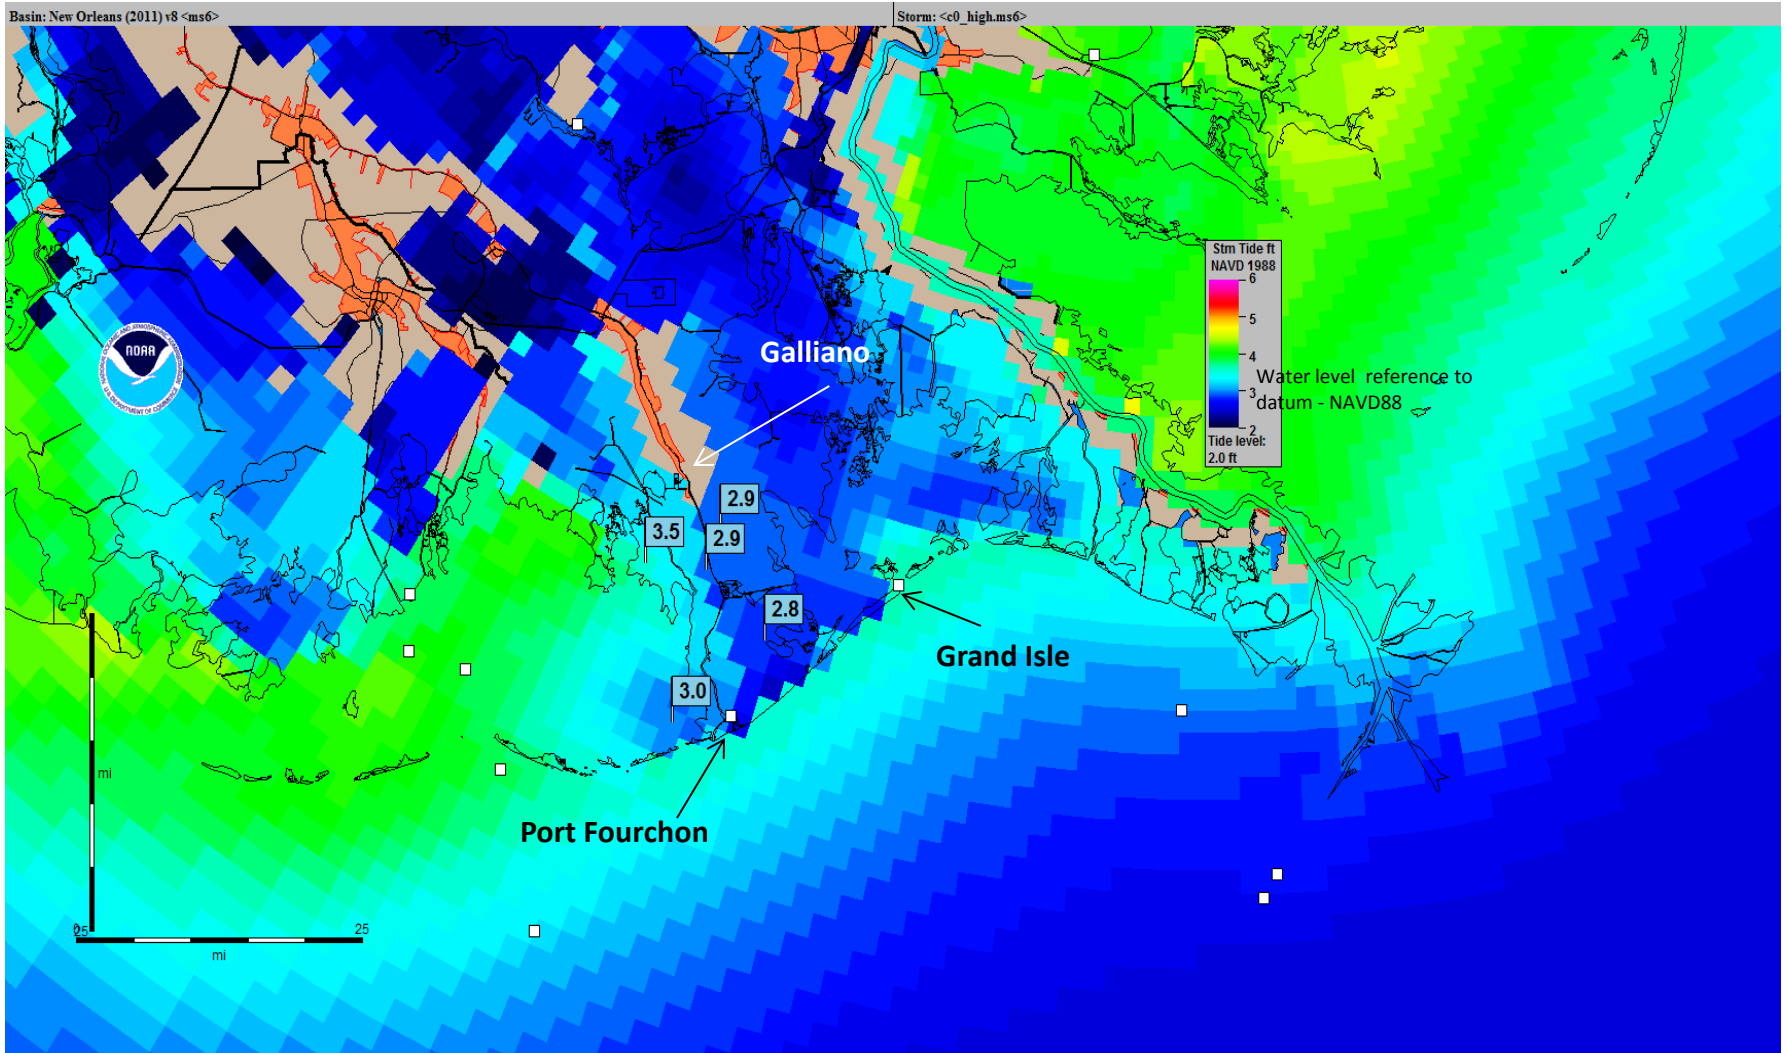 Basin: New Orleans (2011) v8 <ms6>
Storm: <c0_high.ms6>
NOAA
Stm Tide ft
NAVD 1988
6
5
4
3
2
Tide level:
2.0 ft
Water level reference to
datum - NAVD88
Galliano
2.9
3.5
2.9
2.8
3.0
Grand Isle
Port Fourchon
mi
25
mi